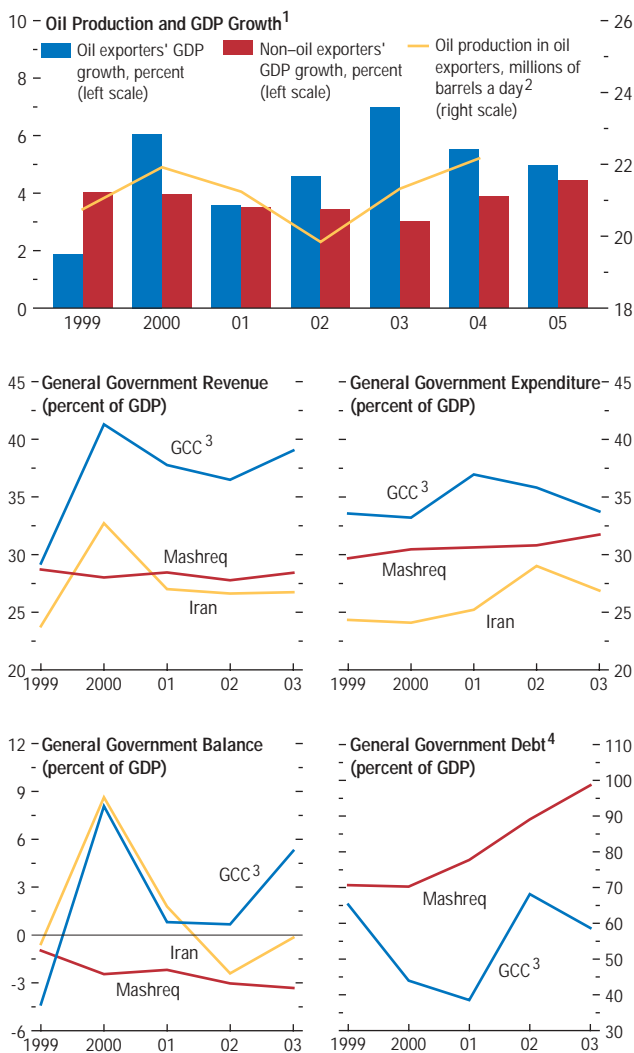 Oil Production and GDP Growth1
Oil exporters' GDP
growth, percent
(left scale)
Non–oil exporters'
GDP growth, percent
(left scale)
Oil production in oil
exporters, millions of
barrels a day2
(right scale)
10
8
6
4
2
0
26
24
22
20
18
1999 2000 01 02 03 04 05
General Government Revenue
(percent of GDP)
45
40
35
30
25
20
GCC3
Mashreq
Iran
1999 2000 01 02 03
General Government Expenditure
(percent of GDP)
45
40
35
30
25
20
GCC3
Mashreq
Iran
1999 2000 01 02 03
General Government Balance
(percent of GDP)
12
9
6
3
0
-3
-6
GCC3
Iran
Mashreq
1999 2000 01 02 03
General Government Debt4
(percent of GDP)
110
100
90
80
70
60
50
40
30
Mashreq
GCC3
1999 2000 01 02 03